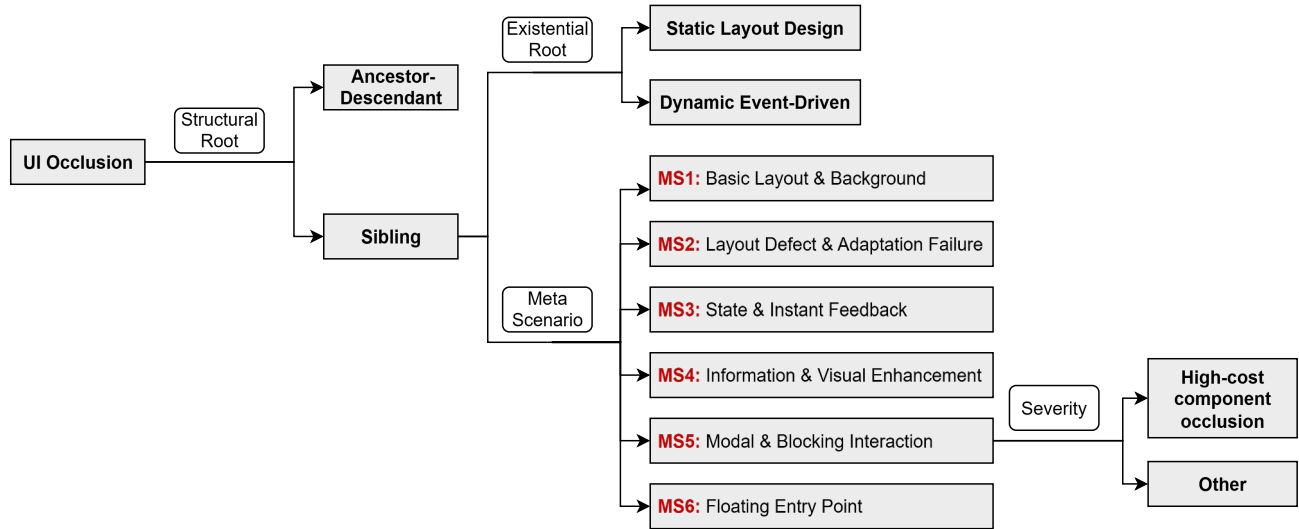 UI Occlusion
Structural
Root
Ancestor-
Descendant
Sibling
Existential
Root
Static Layout Design
Dynamic Event-Driven
Meta
Scenario
MS1: Basic Layout & Background
MS2: Layout Defect & Adaptation Failure
MS3: State & Instant Feedback
MS4: Information & Visual Enhancement
MS5: Modal & Blocking Interaction
MS6: Floating Entry Point
Severity
High-cost
component
occlusion
Other